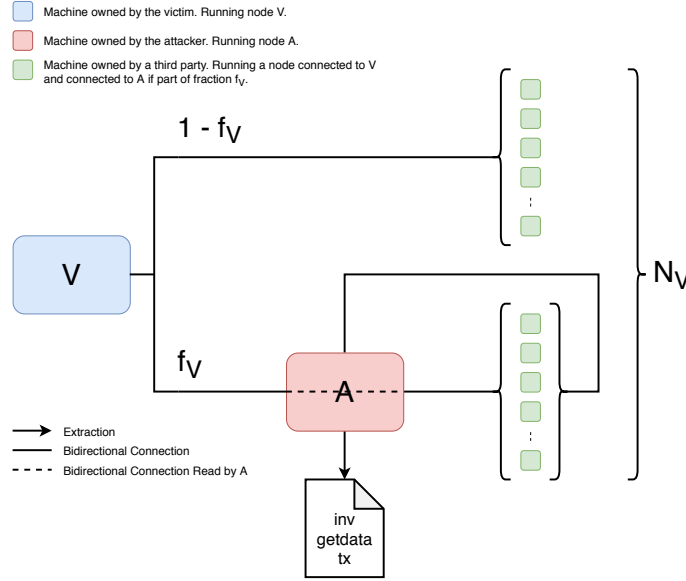 Machine owned by the victim. Running node V.
Machine owned by the attacker. Running node A.
Machine owned by a third party. Running a node connected to V
and connected to A if part of fraction fV.
1 - fV
V
NV
fV
A
Extraction
Bidirectional Connection
Bidirectional Connection Read by A
inv
getdata
tx